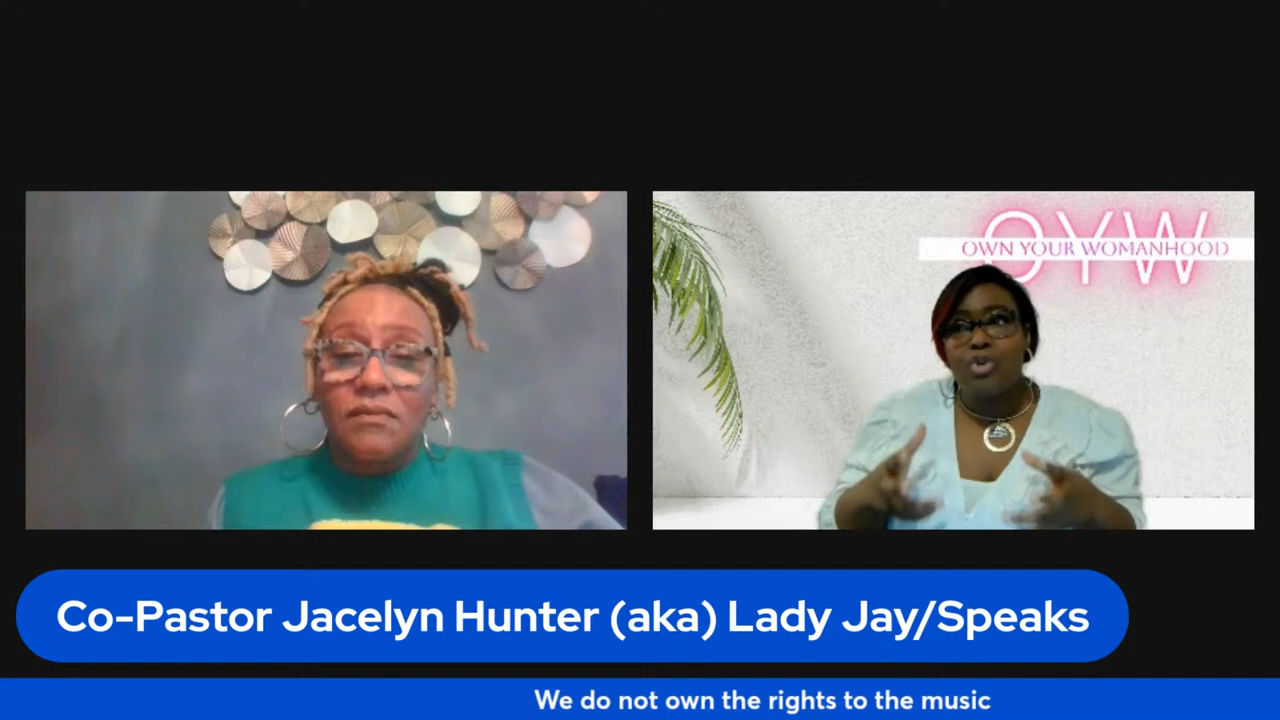 OYW
OWN YOUR WOMANHOOD
Co-Pastor Jacelyn Hunter (aka) Lady Jay/Speaks
We do not own the rights to the music